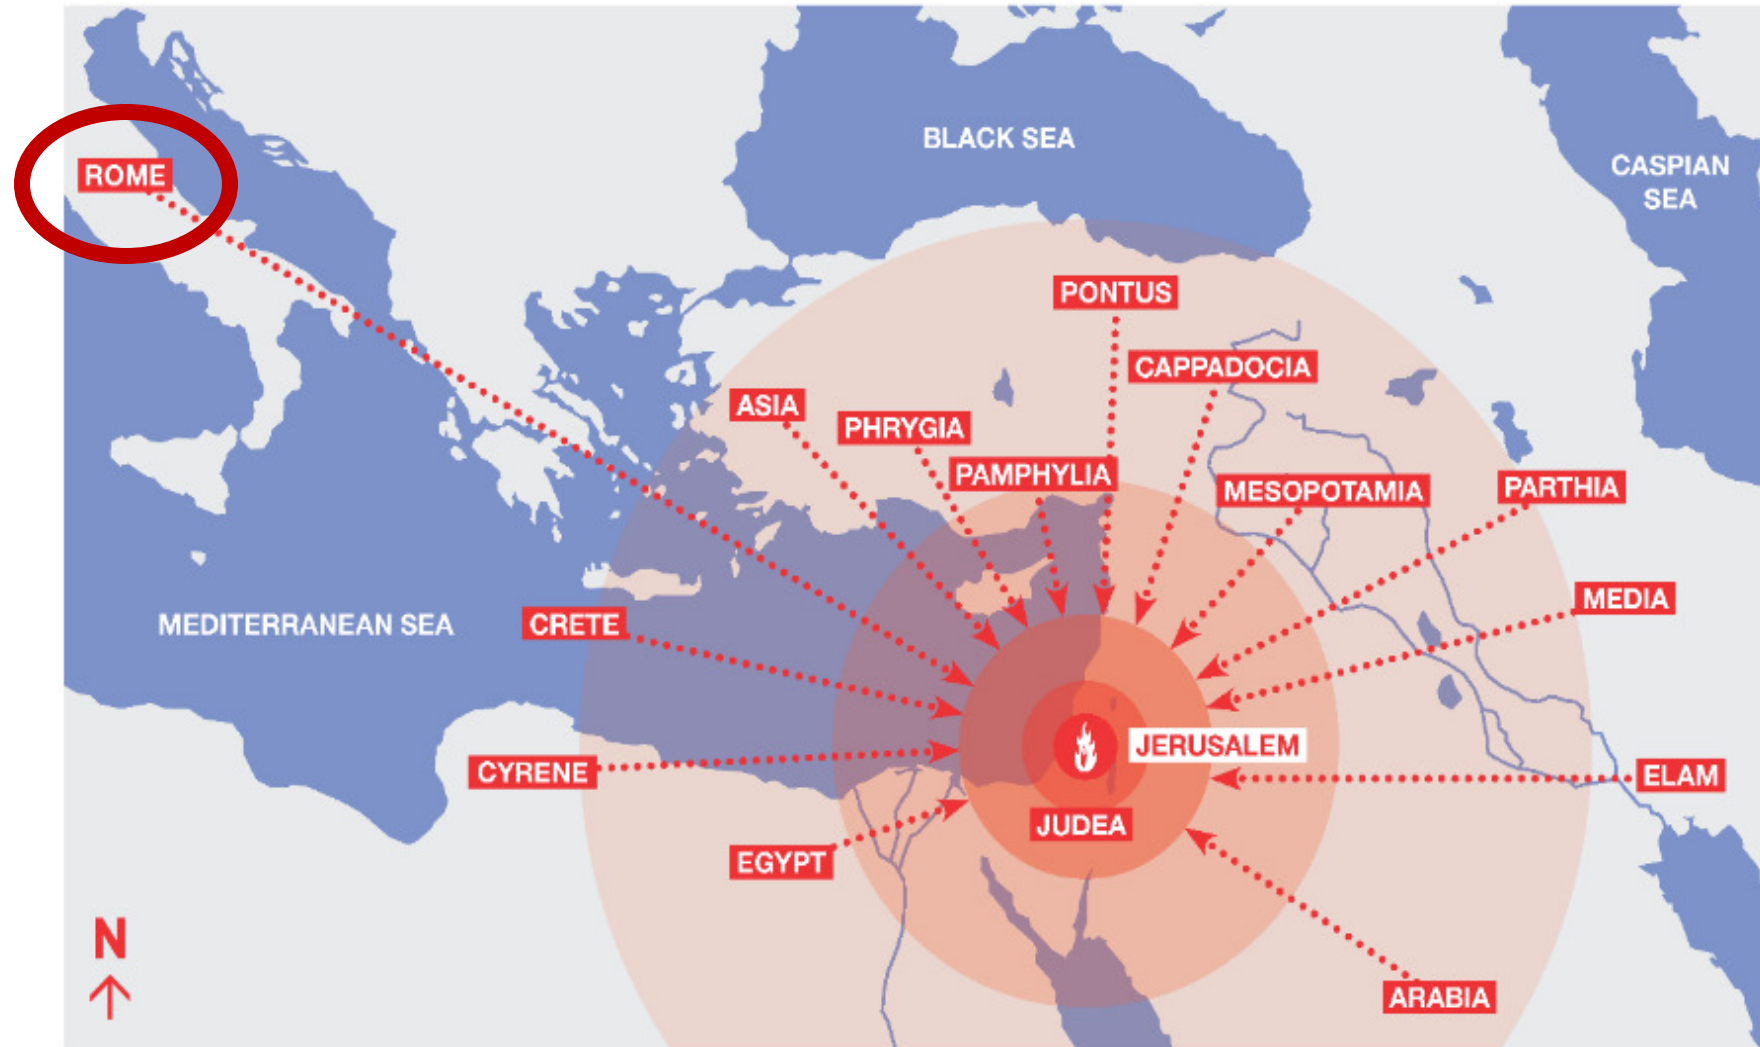 BLACK SEA
CASPIAN
SEA
ROME
PONTUS
CAPPADOCIA
ASIA
PHRYGIA
PAMPHYLIA
MESOPOTAMIA
PARTHIA
MEDIA
MEDITERRANEAN SEA
CRETE
JERUSALEM
CYRENE
ELAM
JUDEA
EGYPT
N
ARABIA